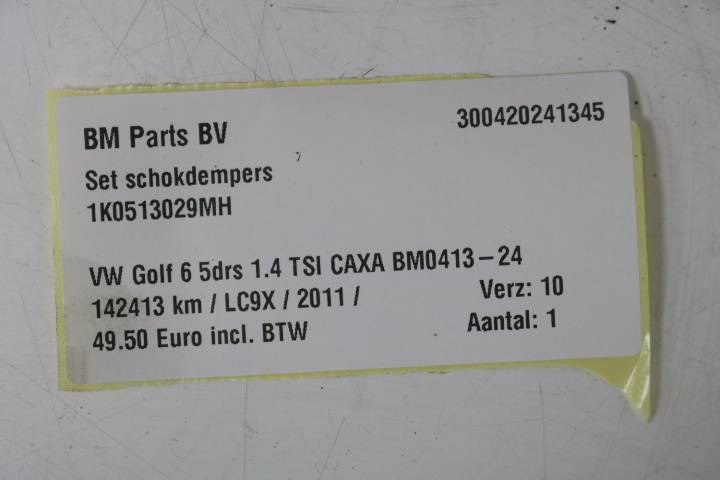 BM Parts BV 300420241345
Set schokdempers
1K0513029MH
VW Golf 6 5drs 1.4 TSI CAXA BM0413-24
142413 km / LC9X / 2011 / Verz: 10
49.50 Euro incl. BTW Aantal: 1